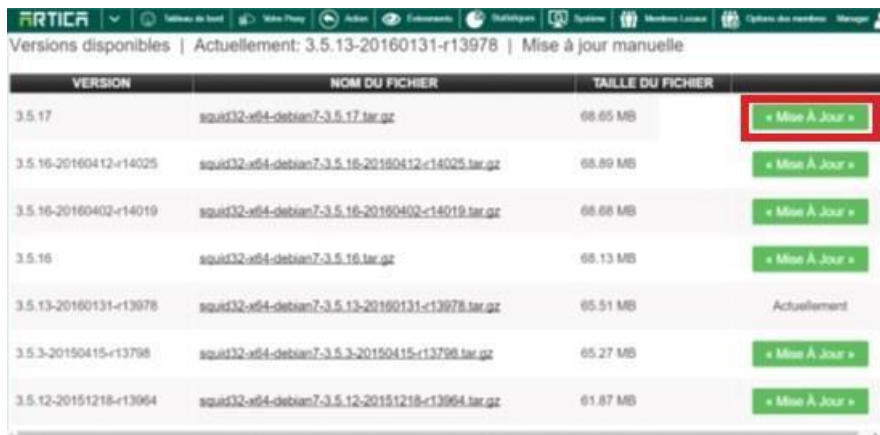 ARTICA Tableau de bord Votre Proxy Action Evénements Statistiques Système Membres Locaux Options des membres Manager
Versions disponibles | Actuellement: 3.5.13-20160131-r13978 | Mise à jour manuelle
VERSION NOM DU FICHIER TAILLE DU FICHIER
3.5.17 squid32-x64-debian7-3.5.17.tar.gz 68.65 MB « Mise À Jour »
3.5.16-20160412-r14025 squid32-x64-debian7-3.5.16-20160412-r14025.tar.gz 68.89 MB « Mise À Jour »
3.5.16-20160402-r14019 squid32-x64-debian7-3.5.16-20160402-r14019.tar.gz 68.68 MB « Mise À Jour »
3.5.16 squid32-x64-debian7-3.5.16.tar.gz 68.13 MB « Mise À Jour »
3.5.13-20160131-r13978 squid32-x64-debian7-3.5.13-20160131-r13978.tar.gz 65.51 MB Actuellement
3.5.3-20150415-r13798 squid32-x64-debian7-3.5.3-20150415-r13798.tar.gz 65.27 MB « Mise À Jour »
3.5.12-20151218-r13964 squid32-x64-debian7-3.5.12-20151218-r13964.tar.gz 61.87 MB « Mise À Jour »